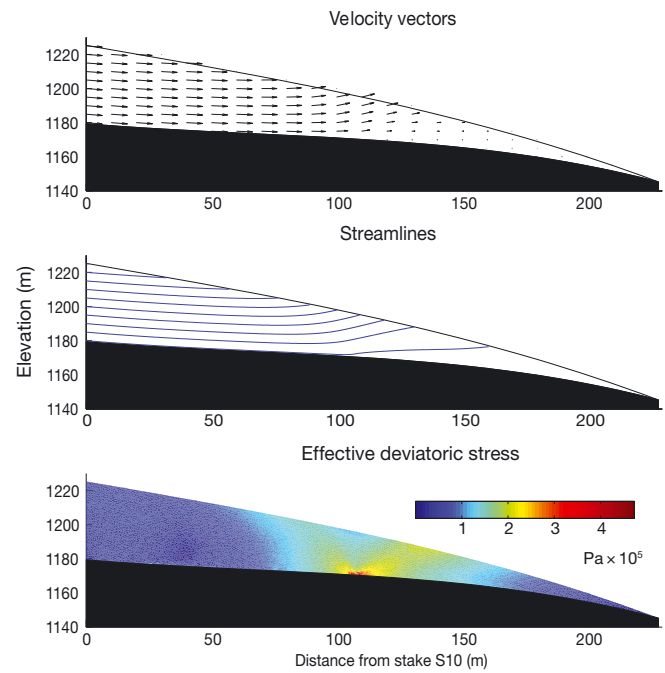 Velocity vectors
1220
1200
1180
1160
1140
0 50 100 150 200
Streamlines
1220
1200
1180
1160
1140
0 50 100 150 200
Elevation (m)
Effective deviatoric stress
1220
1200
1180
1160
1140
1 2 3 4
Pa × 10⁵
0 50 100 150 200
Distance from stake S10 (m)